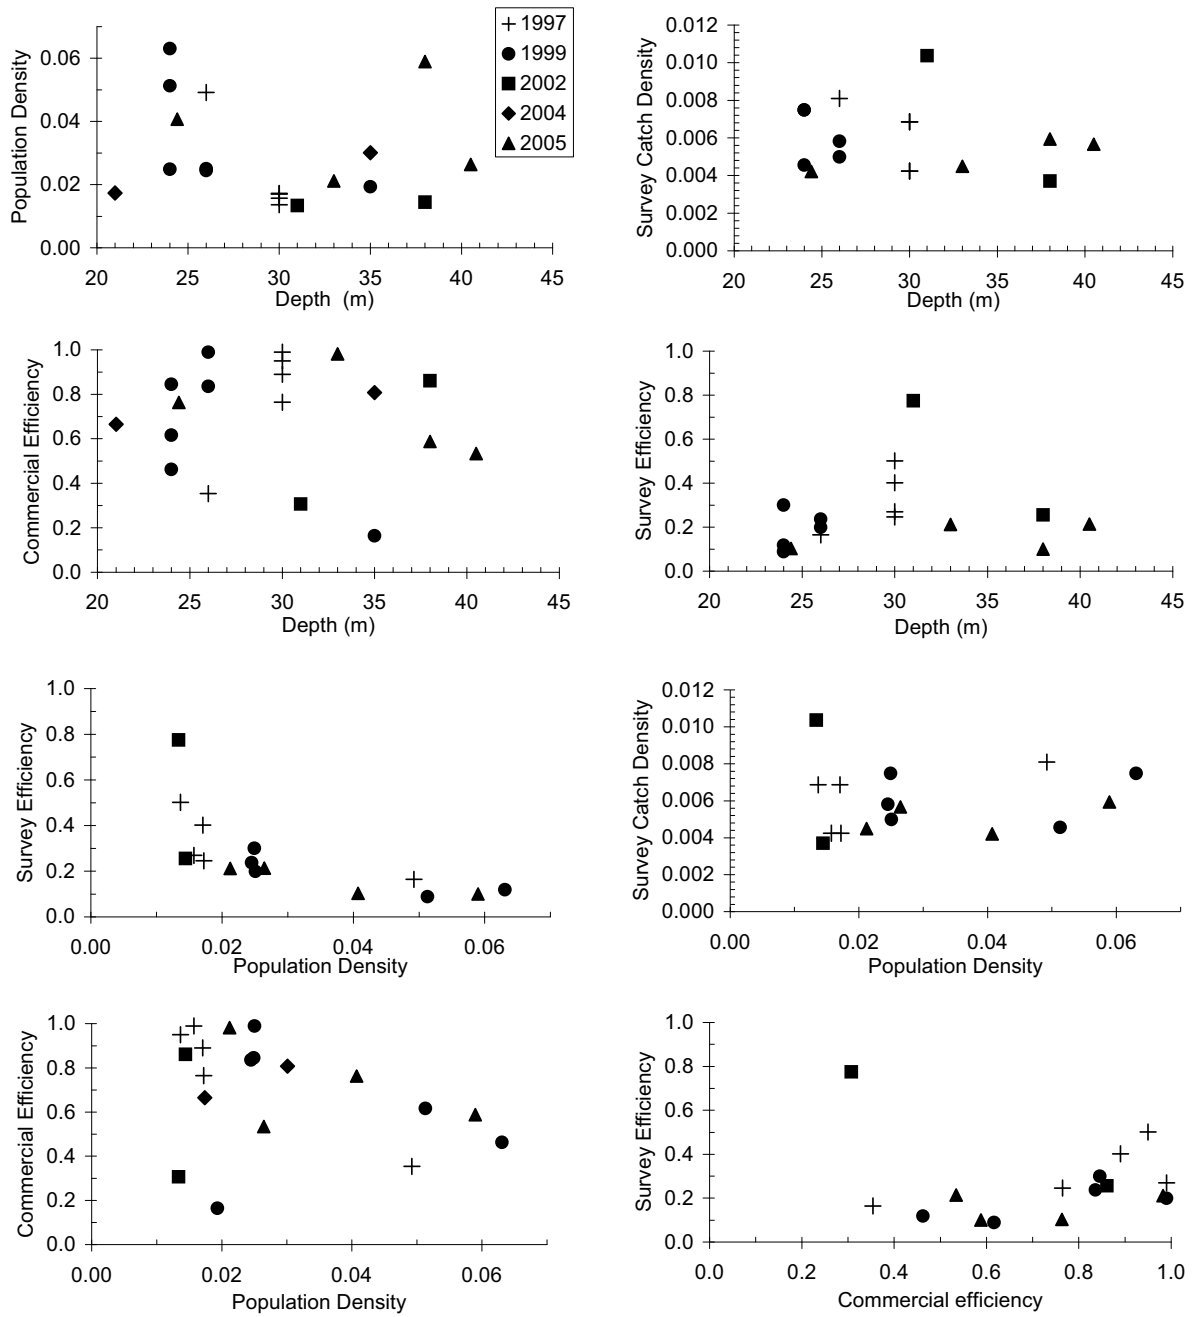 1997
1999
2002
2004
2005
Population Density
0.06
0.04
0.02
0.00
20 25 30 35 40 45
Depth (m)
Survey Catch Density
0.012
0.010
0.008
0.006
0.004
0.002
0.000
20 25 30 35 40 45
Depth (m)
Commercial Efficiency
1.0
0.8
0.6
0.4
0.2
0.0
20 25 30 35 40 45
Depth (m)
Survey Efficiency
1.0
0.8
0.6
0.4
0.2
0.0
20 25 30 35 40 45
Depth (m)
Survey Efficiency
1.0
0.8
0.6
0.4
0.2
0.0
0.00 0.02 0.04 0.06
Population Density
Survey Catch Density
0.012
0.010
0.008
0.006
0.004
0.002
0.000
0.00 0.02 0.04 0.06
Population Density
Commercial Efficiency
1.0
0.8
0.6
0.4
0.2
0.0
0.00 0.02 0.04 0.06
Population Density
Survey Efficiency
1.0
0.8
0.6
0.4
0.2
0.0
0.0 0.2 0.4 0.6 0.8 1.0
Commercial efficiency